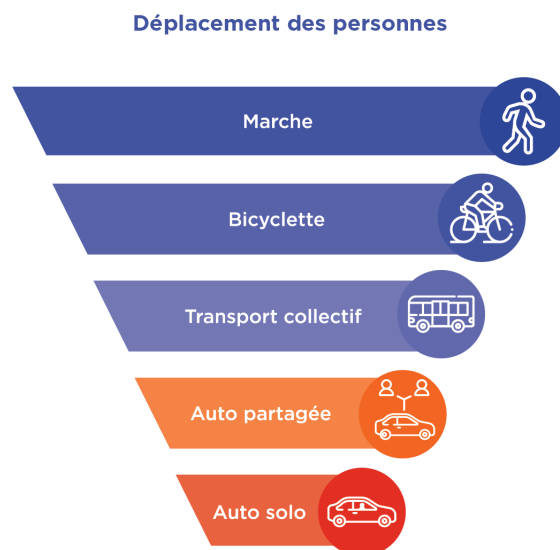 Déplacement des personnes
Marche
Bicyclette
Transport collectif
Auto partagée
Auto solo